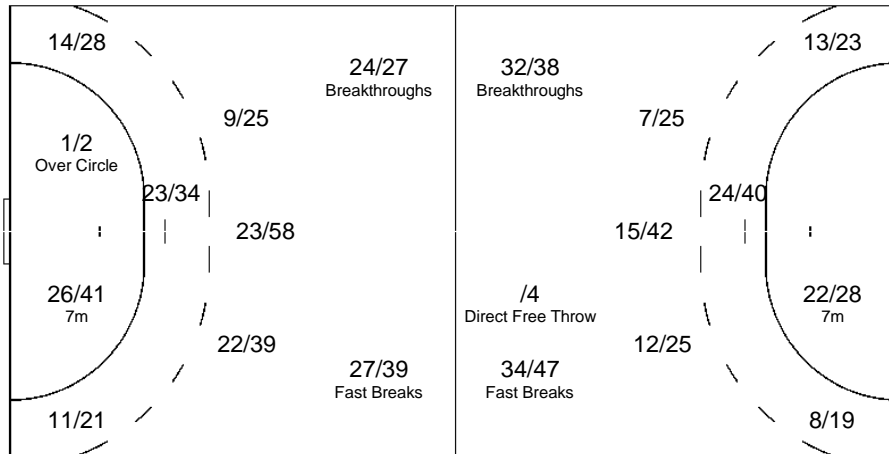 14/28
13/23
24/27
Breakthroughs
32/38
Breakthroughs
9/25
7/25
1/2
Over Circle
23/34
24/40
23/58
15/42
26/41
7m
/4
Direct Free Throw
22/28
7m
22/39
12/25
27/39
Fast Breaks
34/47
Fast Breaks
11/21
8/19